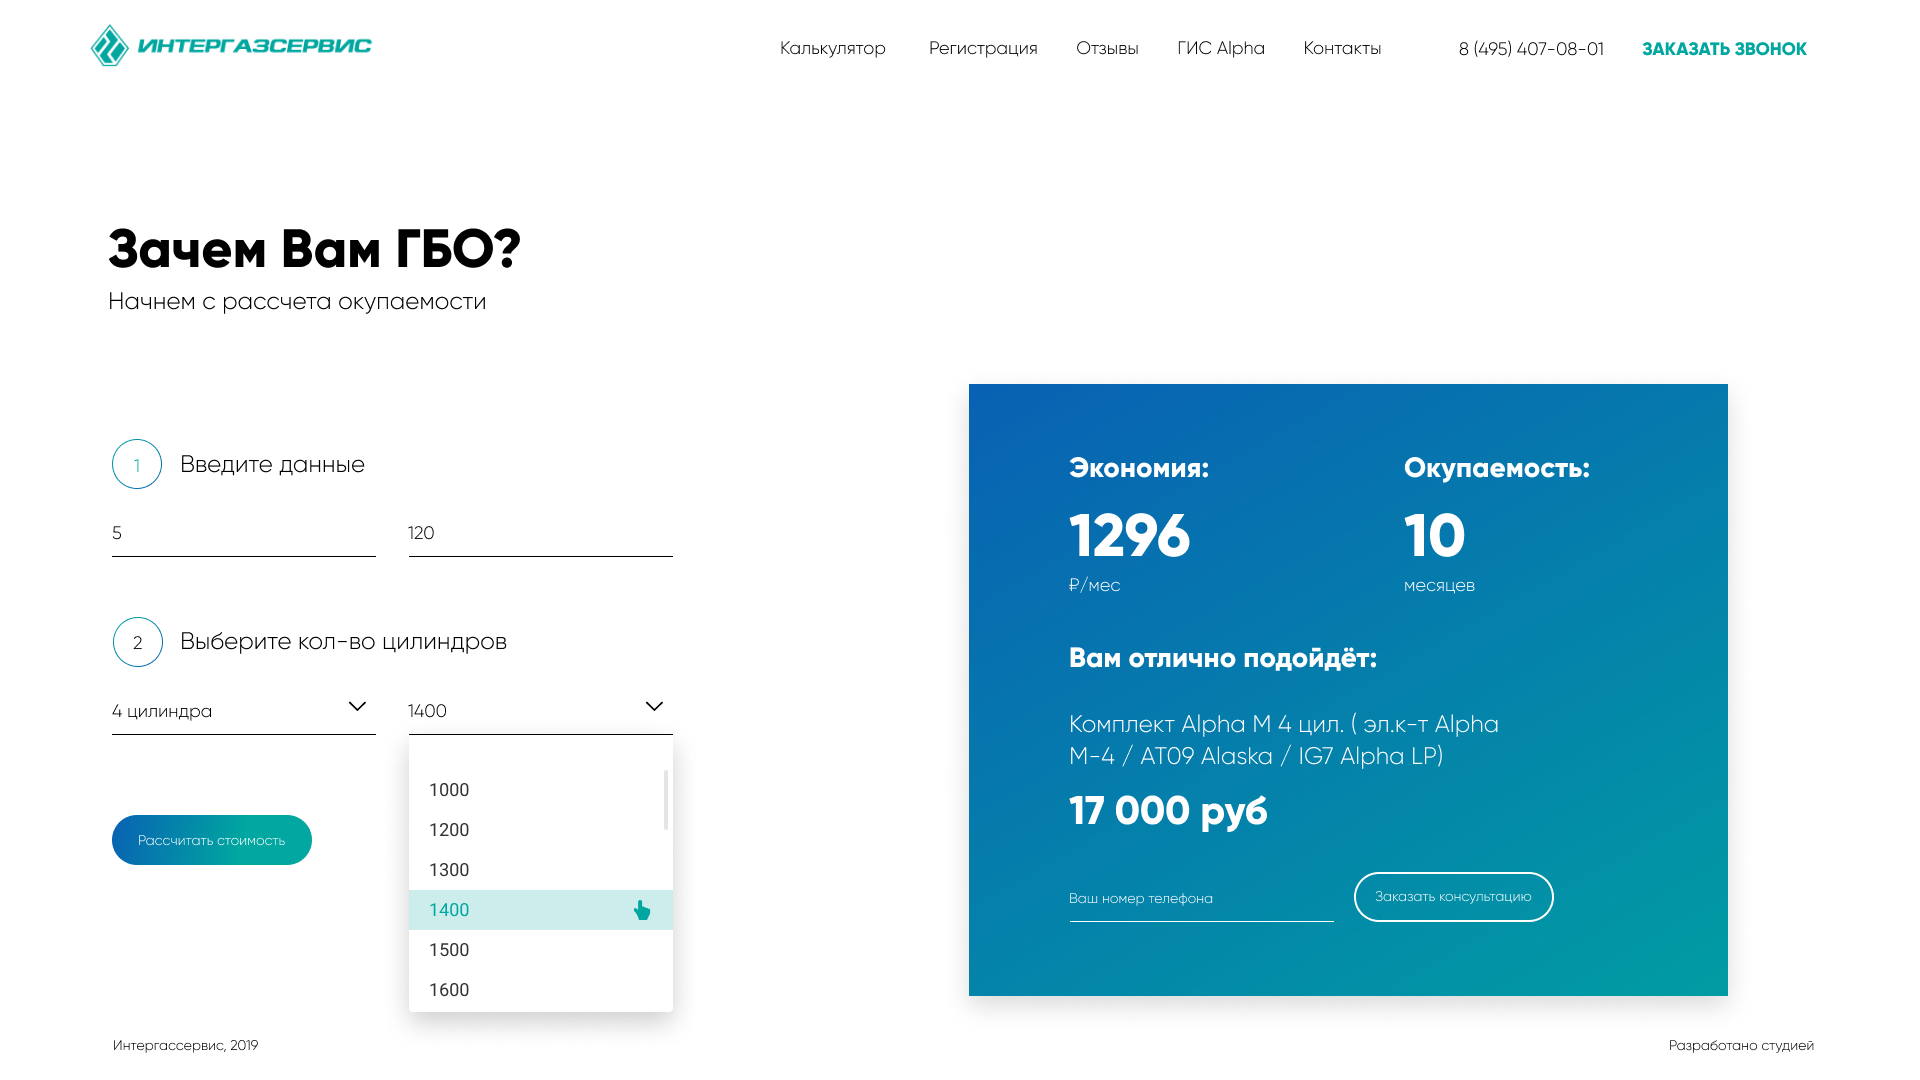 ИНТЕРГАЗСЕРВИС
Калькулятор
Регистрация
Отзывы
ГИС Alpha
Контакты
8 (495) 407-08-01
ЗАКАЗАТЬ ЗВОНОК
Зачем Вам ГБО?
Начнем с рассчета окупаемости
1
Введите данные
5
120
2
Выберите кол-во цилиндров
4 цилиндра
1400
1000
1200
1300
1400
1500
1600
Рассчитать стоимость
Экономия:
1296
₽/мес
Окупаемость:
10
месяцев
Вам отлично подойдёт:
Комплект Alpha M 4 цил. ( эл.к-т Alpha
M-4 / AT09 Alaska / IG7 Alpha LP)
17 000 руб
Ваш номер телефона
Заказать консультацию
Интергассервис, 2019
Разработано студией